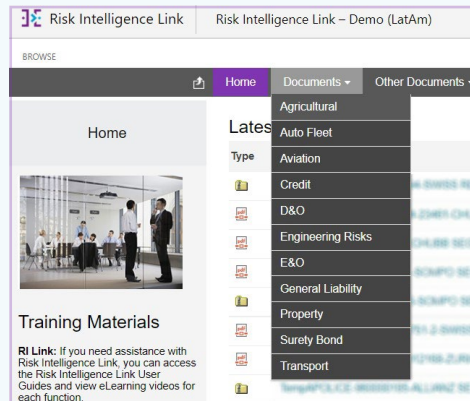 Risk Intelligence Link
Risk Intelligence Link – Demo (LatAm)
BROWSE
Home
Documents
Other Documents
Agricultural
Auto Fleet
Aviation
Credit
D&O
Engineering Risks
E&O
General Liability
Property
Surety Bond
Transport
Home
Training Materials
RI Link: If you need assistance with
Risk Intelligence Link, you can access
the Risk Intelligence Link User
Guides and view eLearning videos for
each function.
Type